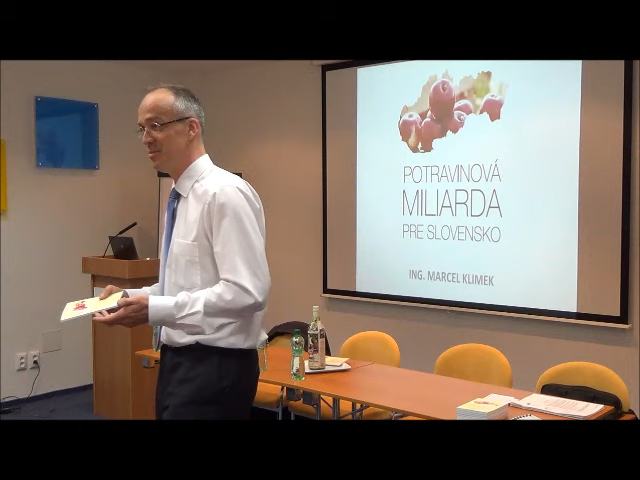 POTRAVINOVÁ
MILIARDA
PRE SLOVENSKO
ING. MARCEL KLIMEK